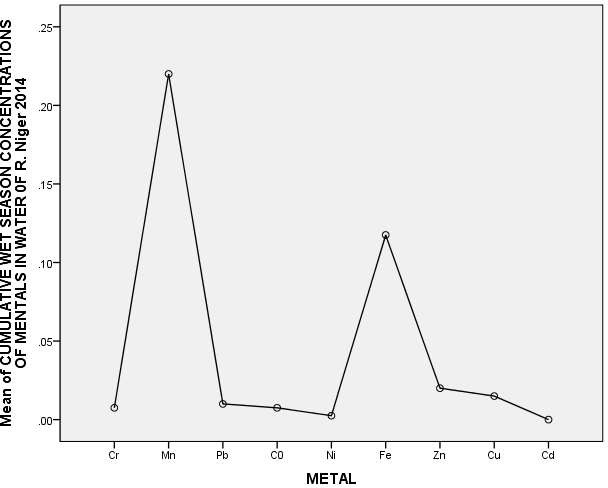 Mean of CUMULATIVE WET SEASON CONCENTRATIONS
OF MENTALS IN WATER 0F R. Niger 2014
.25
.20
.15
.10
.05
.00
Cr Mn Pb C0 Ni Fe Zn Cu Cd
METAL